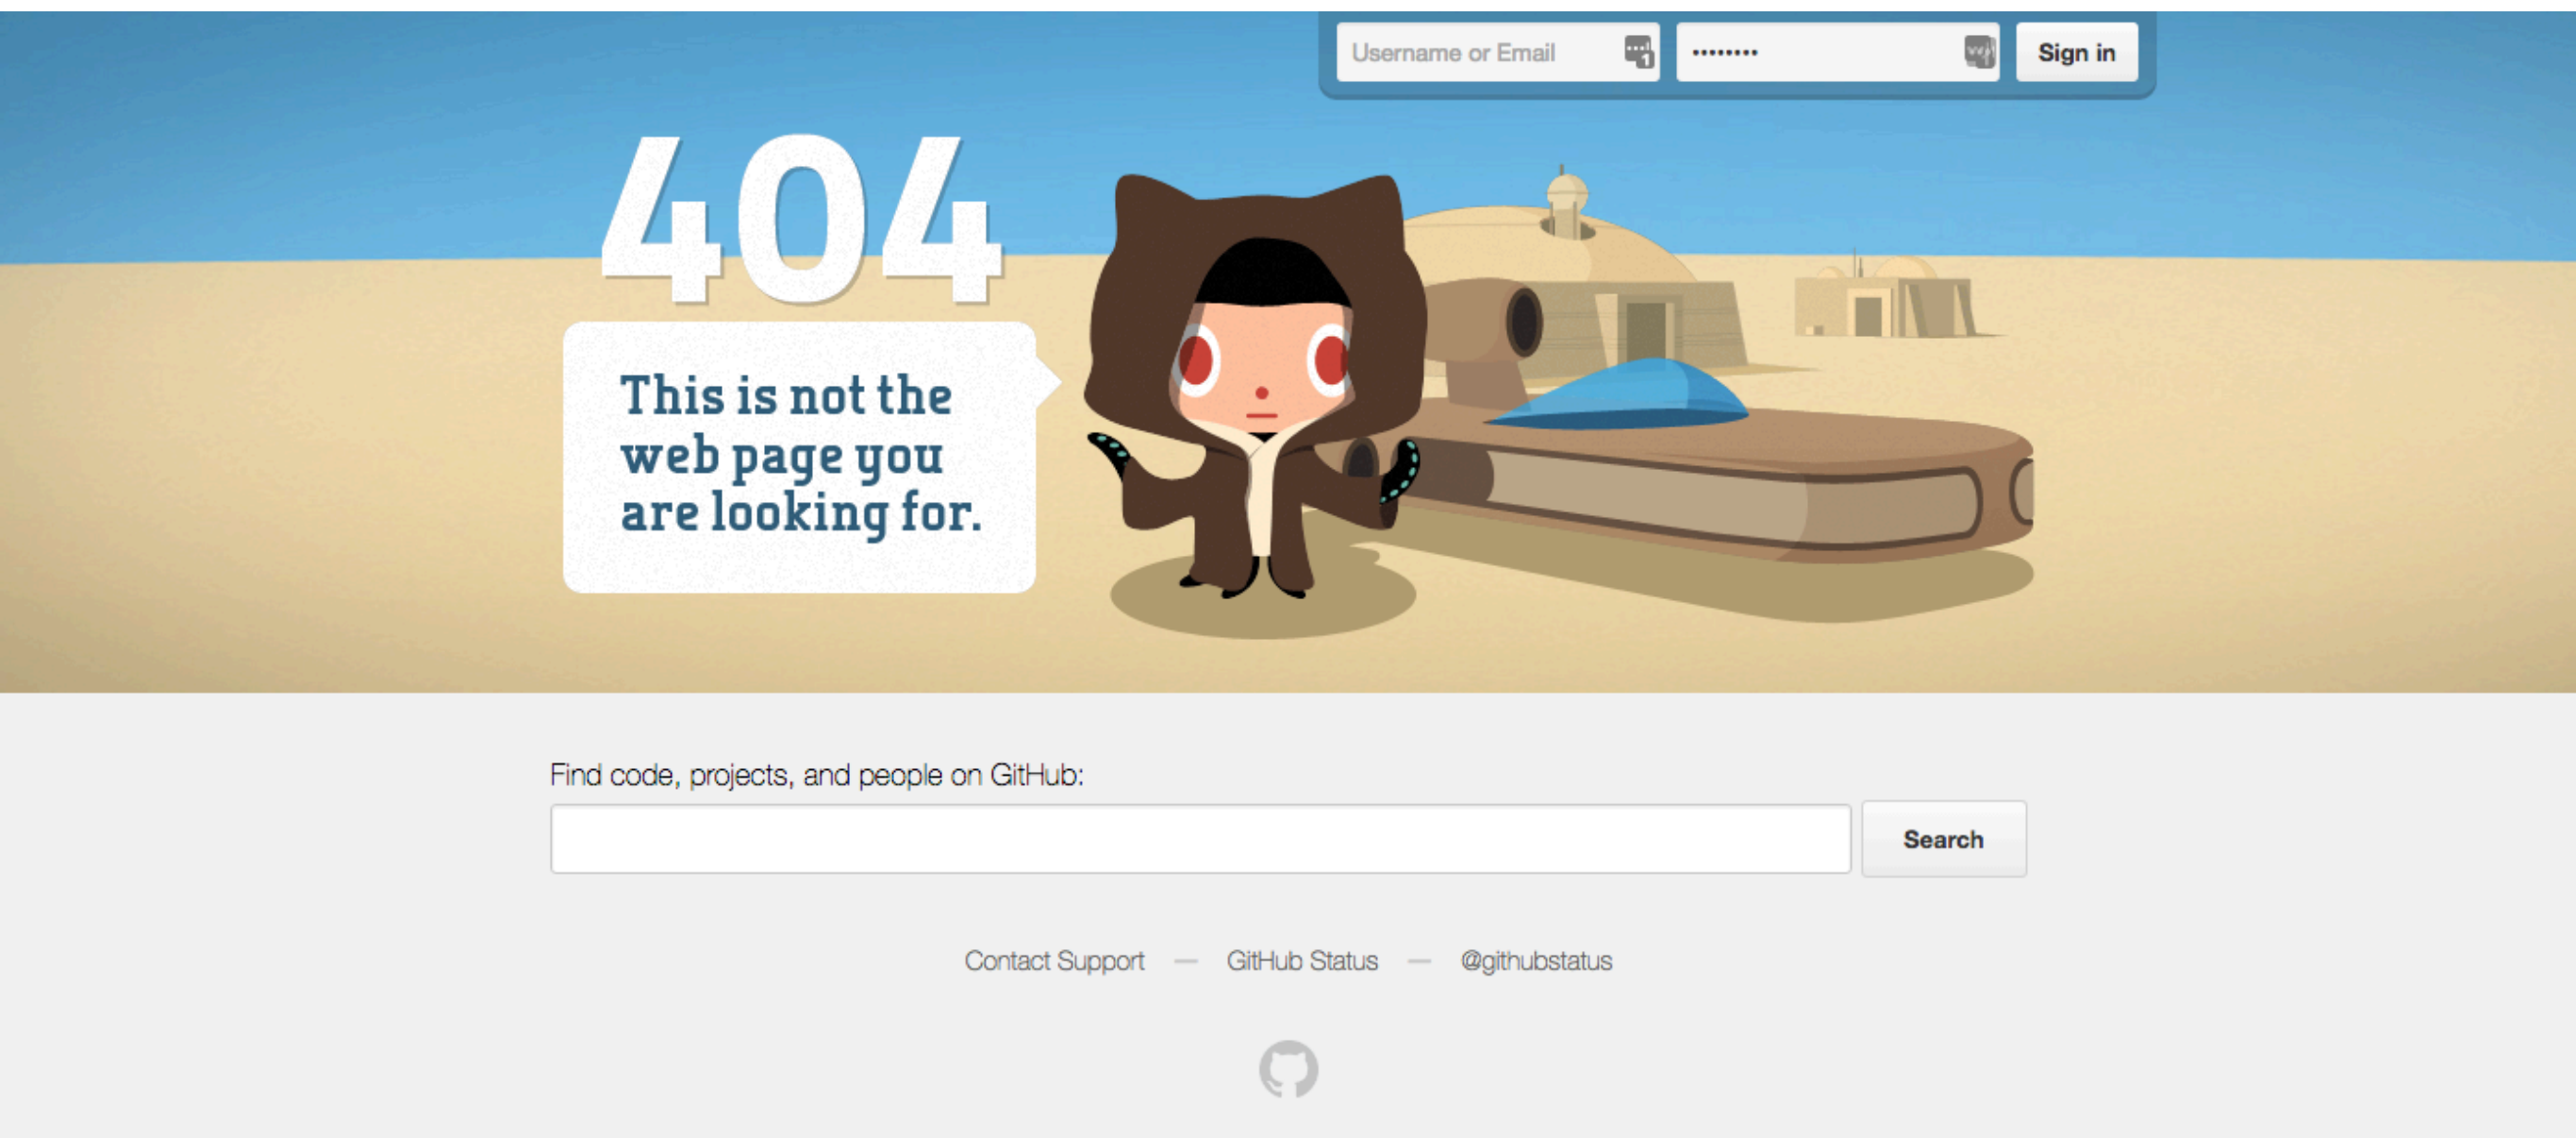 Username or Email
••••••••
Sign in
404
This is not the
web page you
are looking for.
Find code, projects, and people on GitHub:
Search
Contact Support — GitHub Status — @githubstatus